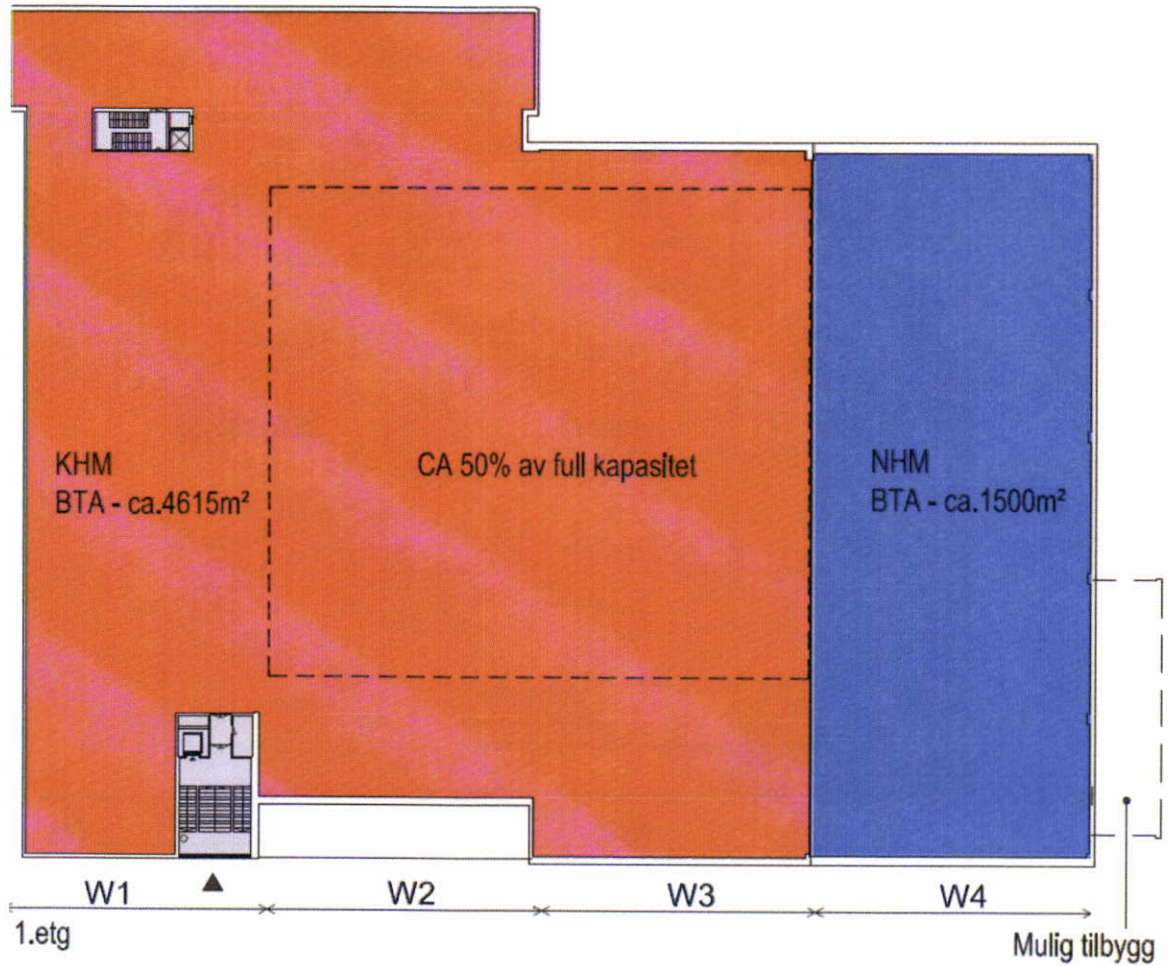 KHM
BTA - ca.4615m²
CA 50% av full kapasitet
NHM
BTA - ca.1500m²
W1
W2
W3
W4
1.etg
Mulig tilbygg